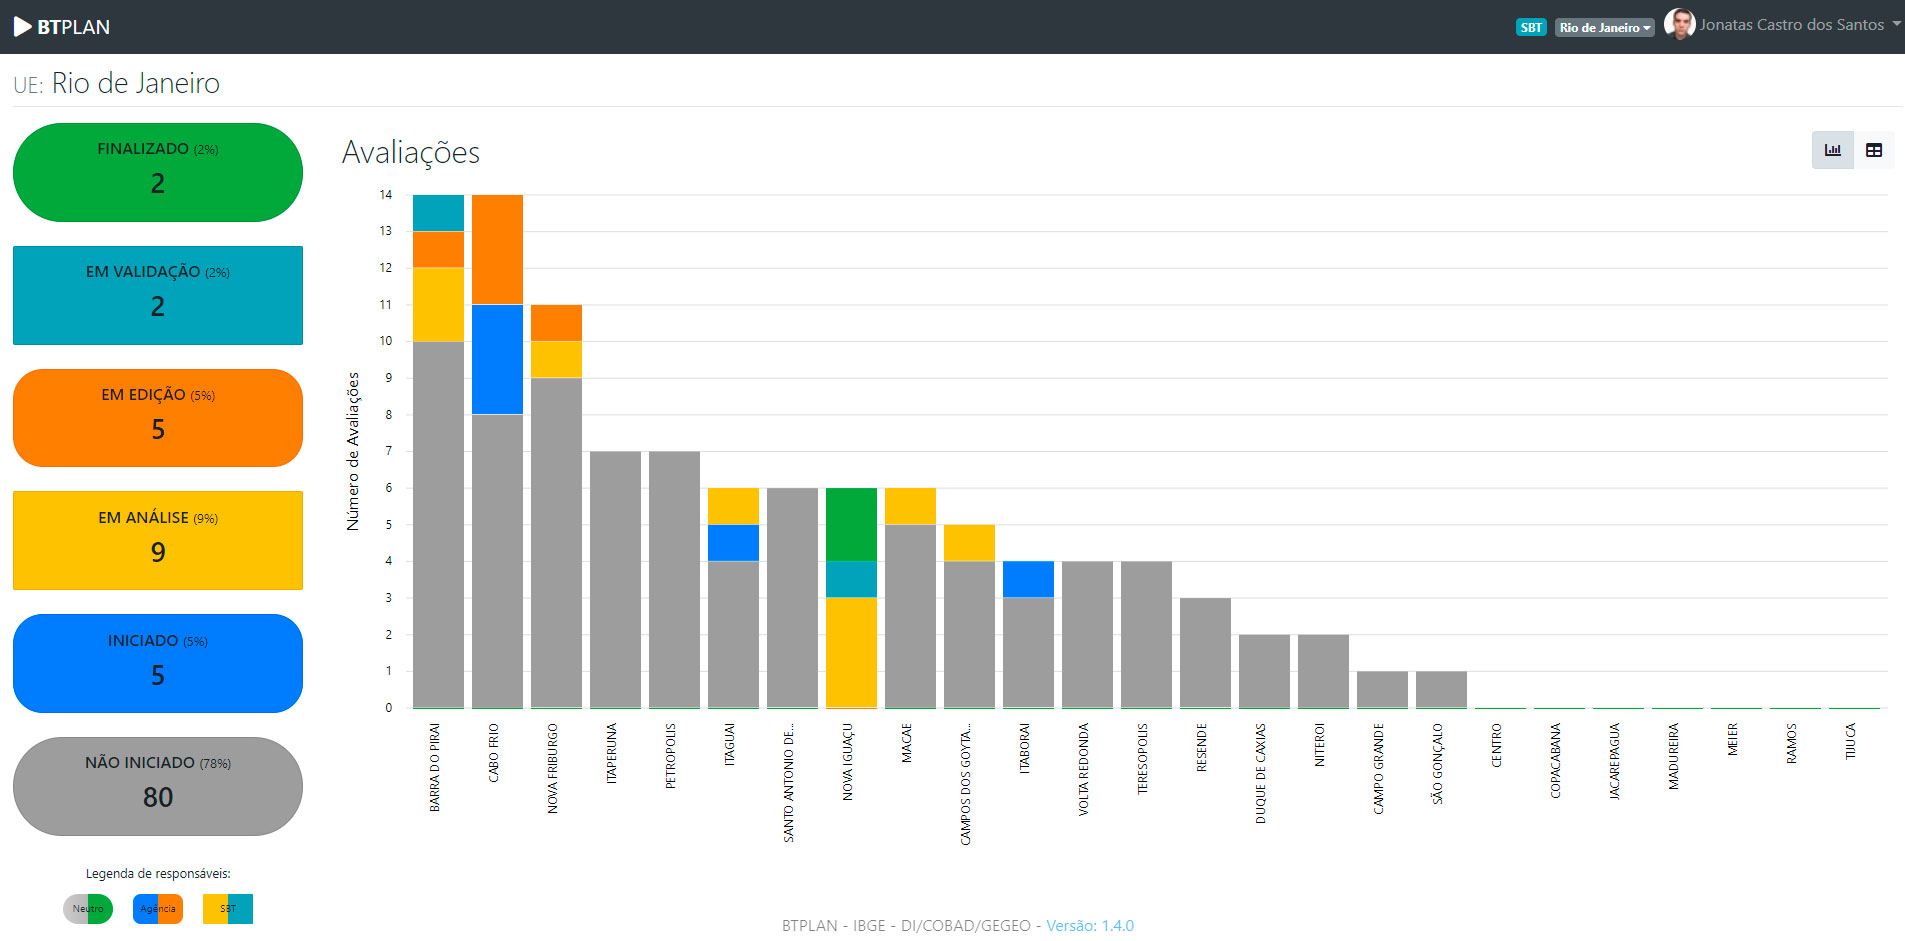 BTPLAN
SBT
Rio de Janeiro
Jonatas Castro dos Santos
UE: Rio de Janeiro
FINALIZADO (2%)
2
EM VALIDAÇÃO (2%)
2
EM EDIÇÃO (5%)
5
EM ANÁLISE (9%)
9
INICIADO (5%)
5
NÃO INICIADO (78%)
80
Legenda de responsáveis:
Neutro
Agência
SBT
Avaliações
Número de Avaliações
14
13
12
11
10
9
8
7
6
5
4
3
2
1
0
BARRA DO PIRAI
CABO FRIO
NOVA FRIBURGO
ITAPERUNA
PETROPOLIS
ITAGUAI
SANTO ANTONIO DE...
NOVA IGUAÇU
MACAE
CAMPOS DOS GOYTA...
ITABORAI
VOLTA REDONDA
TERESOPOLIS
RESENDE
DUQUE DE CAXIAS
NITEROI
CAMPO GRANDE
SÃO GONÇALO
CENTRO
COPACABANA
JACAREPAGUA
MADUREIRA
MEIER
RAMOS
TIJUCA
BTPLAN - IBGE - DI/COBAD/GEGEO - Versão: 1.4.0